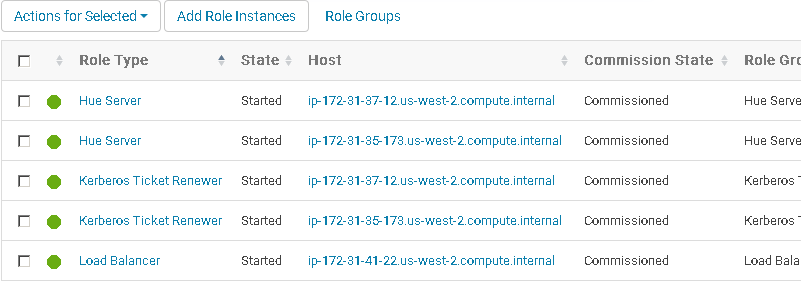 Actions for Selected Add Role Instances Role Groups
Role Type State Host Commission State Role Gro
Hue Server Started ip-172-31-37-12.us-west-2.compute.internal Commissioned Hue Serve
Hue Server Started ip-172-31-35-173.us-west-2.compute.internal Commissioned Hue Serve
Kerberos Ticket Renewer Started ip-172-31-37-12.us-west-2.compute.internal Commissioned Kerberos T
Kerberos Ticket Renewer Started ip-172-31-35-173.us-west-2.compute.internal Commissioned Kerberos T
Load Balancer Started ip-172-31-41-22.us-west-2.compute.internal Commissioned Load Bala